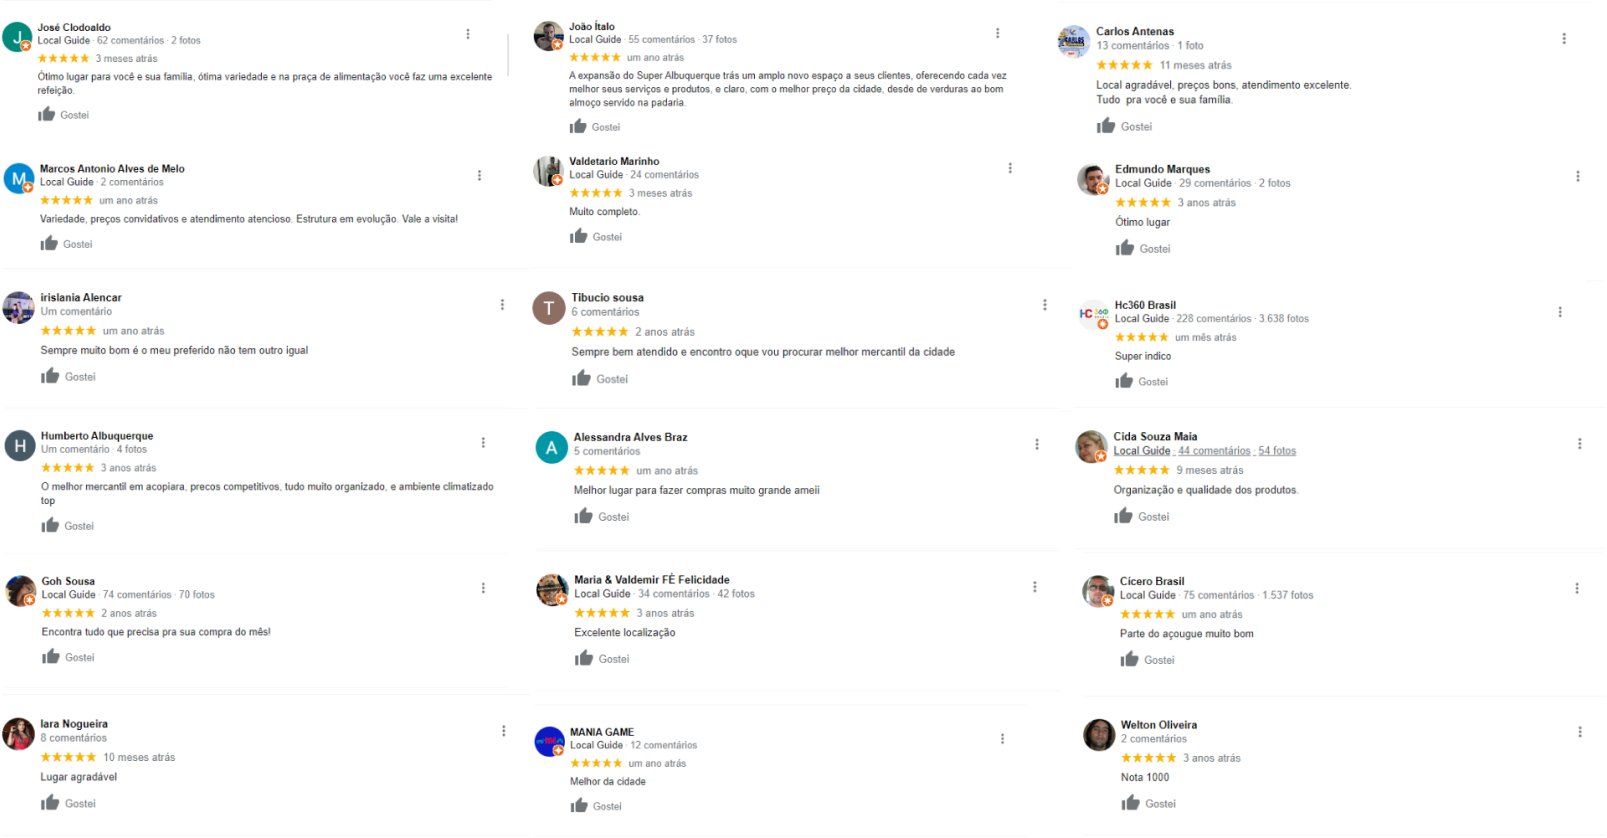 José Clodoaldo
Local Guide · 62 comentários · 2 fotos
3 meses atrás
Ótimo lugar para você e sua família, ótima variedade e na praça de alimentação você faz uma excelente
refeição.
Gostei
Marcos Antonio Alves de Melo
Local Guide · 2 comentários
um ano atrás
Variedade, preços convidativos e atendimento atencioso. Estrutura em evolução. Vale a visita!
Gostei
irislania Alencar
Um comentário
um ano atrás
Sempre muito bom é o meu preferido não tem outro igual
Gostei
Humberto Albuquerque
Um comentário · 4 fotos
3 anos atrás
O melhor mercantil em acopiara, precos competitivos, tudo muito organizado, e ambiente climatizado
top
Gostei
Goh Sousa
Local Guide · 74 comentários · 70 fotos
2 anos atrás
Encontra tudo que precisa pra sua compra do mês!
Gostei
Iara Nogueira
8 comentários
10 meses atrás
Lugar agradável
Gostei
João Ítalo
Local Guide · 55 comentários · 37 fotos
um ano atrás
A expansão do Super Albuquerque trás um amplo novo espaço a seus clientes, oferecendo cada vez
melhor seus serviços e produtos, e claro, com o melhor preço da cidade, desde de verduras ao bom
almoço servido na padaria.
Gostei
Valdetario Marinho
Local Guide · 24 comentários
3 meses atrás
Muito completo.
Gostei
T
Tibucio sousa
6 comentários
2 anos atrás
Sempre bem atendido e encontro oque vou procurar melhor mercantil da cidade
Gostei
A
Alessandra Alves Braz
5 comentários
um ano atrás
Melhor lugar para fazer compras muito grande ameii
Gostei
Maria & Valdemir FÉ Felicidade
Local Guide · 34 comentários · 42 fotos
3 anos atrás
Excelente localização
Gostei
MANIA GAME
Local Guide · 12 comentários
um ano atrás
Melhor da cidade
Gostei
Carlos Antenas
13 comentários · 1 foto
11 meses atrás
Local agradável, preços bons, atendimento excelente.
Tudo pra você e sua família.
Gostei
Edmundo Marques
Local Guide · 29 comentários · 2 fotos
3 anos atrás
Ótimo lugar
Gostei
HC 360
Hc360 Brasil
Local Guide · 228 comentários · 3.638 fotos
um mês atrás
Super indico
Gostei
Cida Souza Maia
Local Guide · 44 comentários · 54 fotos
9 meses atrás
Organização e qualidade dos produtos.
Gostei
Cícero Brasil
Local Guide · 75 comentários · 1.537 fotos
um ano atrás
Parte do açougue muito bom
Gostei
Welton Oliveira
2 comentários
3 anos atrás
Nota 1000
Gostei